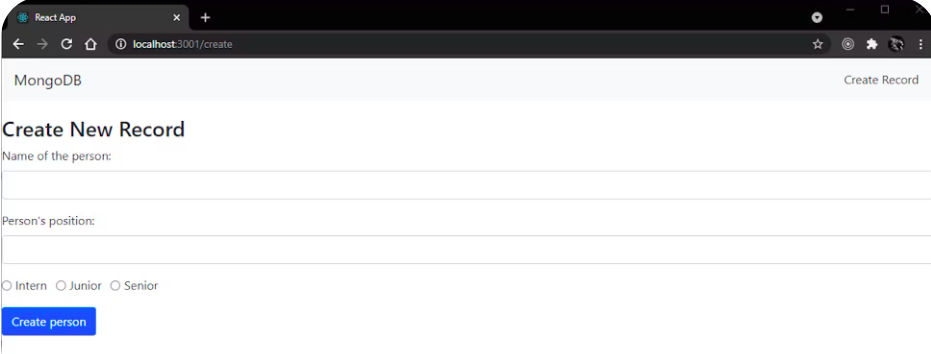 React App
localhost:3001/create
MongoDB
Create Record
Create New Record
Name of the person:
Person's position:
Intern Junior Senior
Create person